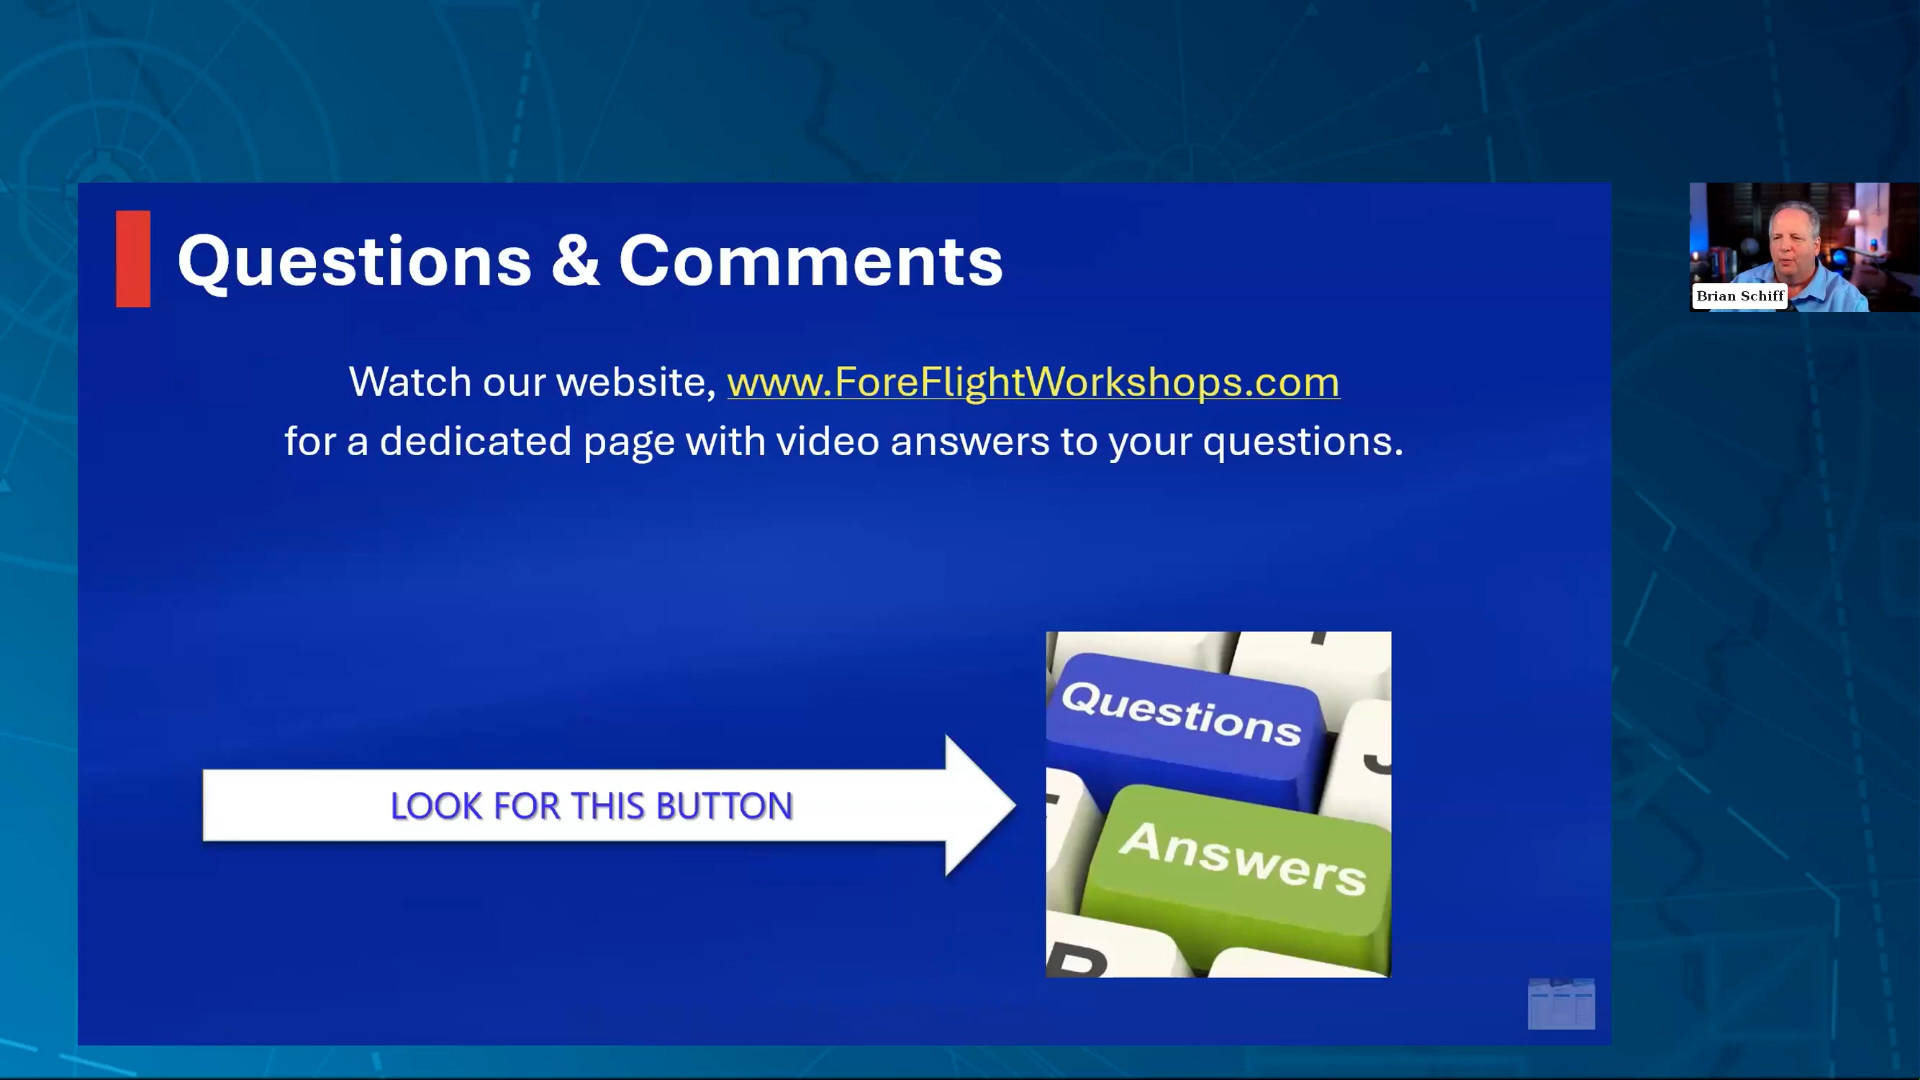 Questions & Comments
Watch our website, www.ForeFlightWorkshops.com
for a dedicated page with video answers to your questions.
Brian Schiff
LOOK FOR THIS BUTTON
Questions
Answers